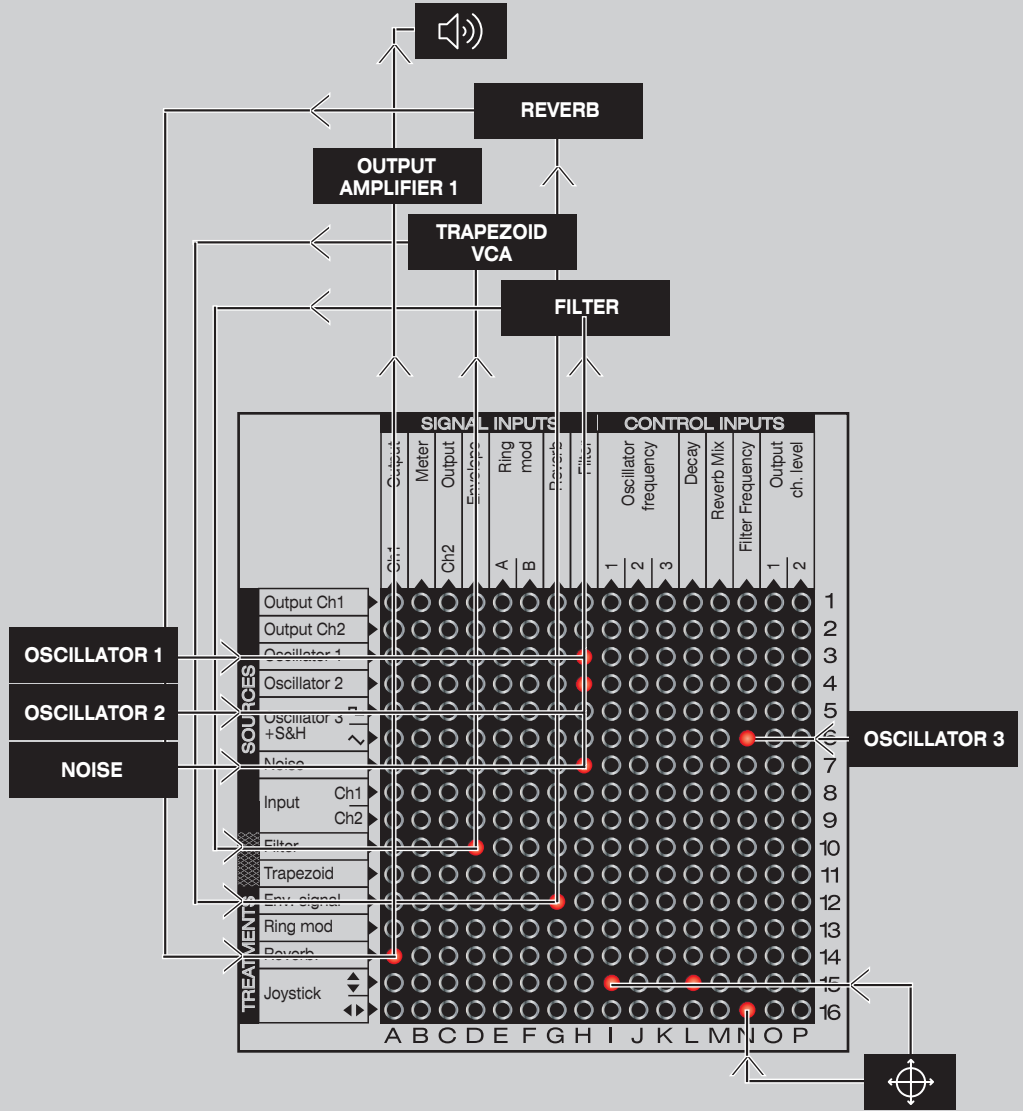 REVERB
OUTPUT
AMPLIFIER 1
TRAPEZOID
VCA
FILTER
SIGNAL INPUTS
CONTROL INPUTS
Output
Ch1
Meter
Output
Ch2
Envelope
Ring
mod
A
B
Reverb
Filter
Oscillator
frequency
1
2
3
Decay
Reverb Mix
Filter Frequency
Output
ch. level
1
2
SOURCES
TREATMENTS
Output Ch1
1
Output Ch2
2
OSCILLATOR 1
Oscillator 1
3
Oscillator 2
4
OSCILLATOR 2
Oscillator 3
+S&H
5
6
OSCILLATOR 3
NOISE
Noise
7
Input
Ch1
8
Ch2
9
Filter
10
Trapezoid
11
Env. signal
12
Ring mod
13
Reverb.
14
Joystick
15
16
A B C D E F G H I J K L M N O P